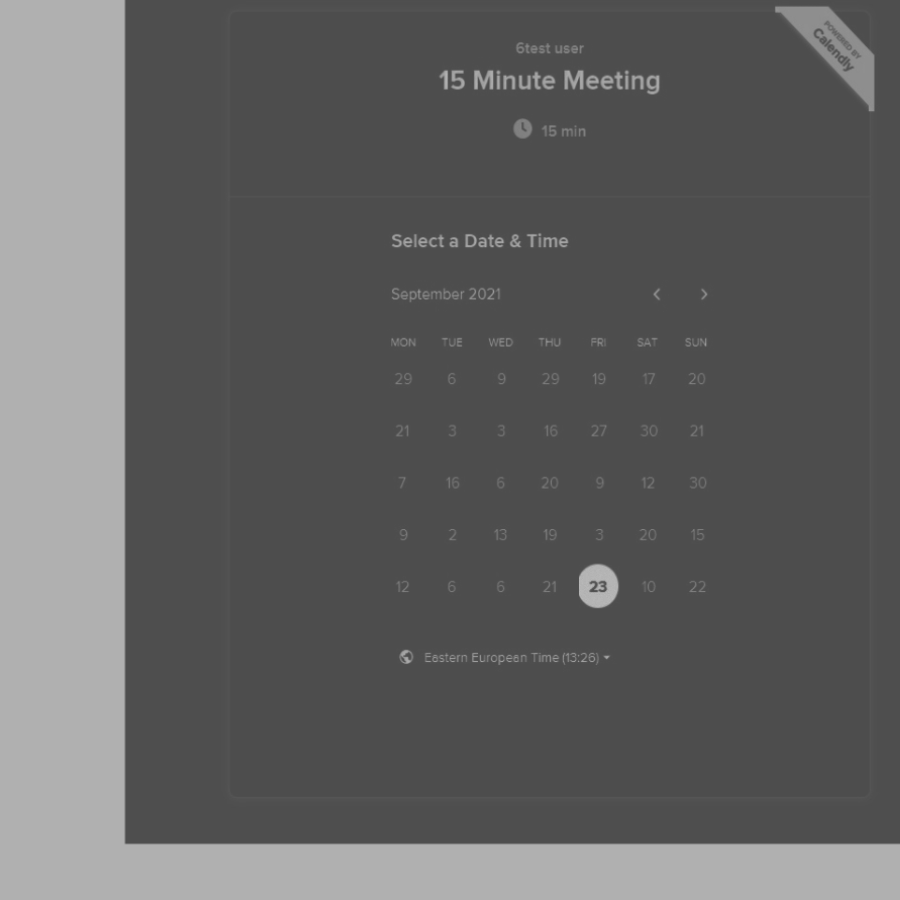 POWERED BY
Calendly
6test user
15 Minute Meeting
15 min
Select a Date & Time
September 2021
MON TUE WED THU FRI SAT SUN
29 6 9 29 19 17 20
21 3 3 16 27 30 21
7 16 6 20 9 12 30
9 2 13 19 3 20 15
12 6 6 21 23 10 22
Eastern European Time (13:26)